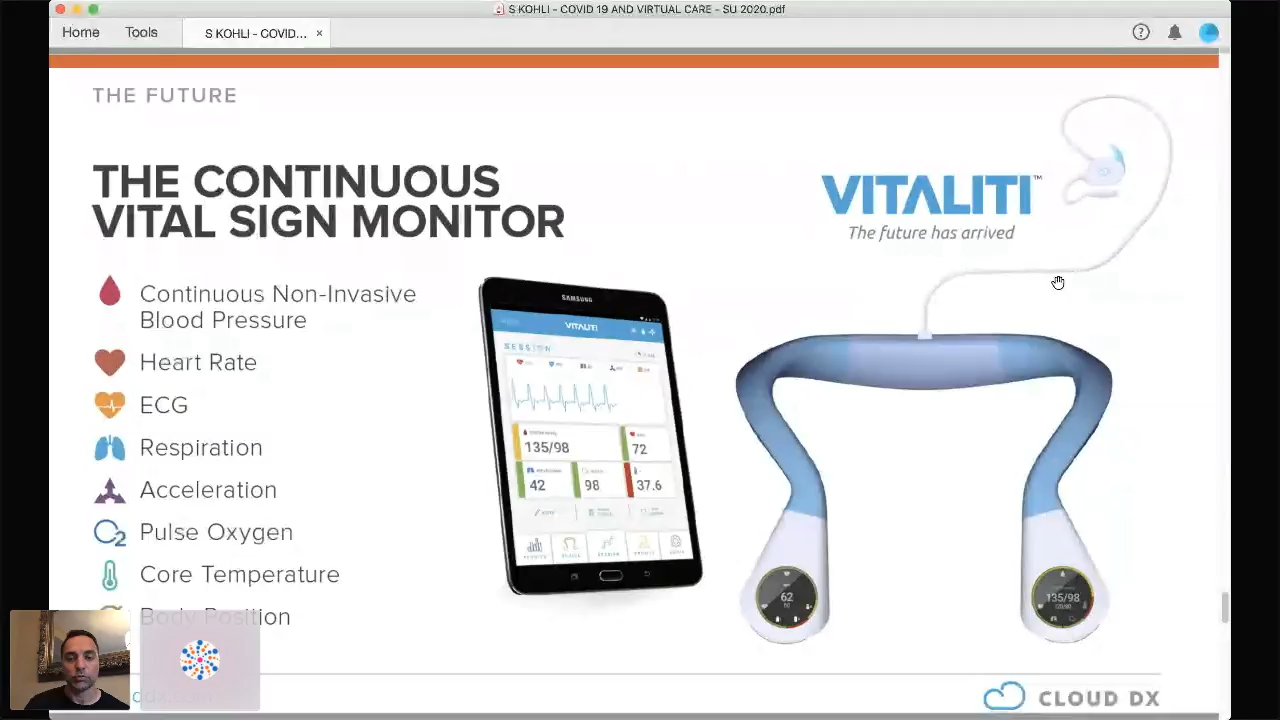 S KOHLI - COVID 19 AND VIRTUAL CARE - SU 2020.pdf
Home
Tools
S KOHLI - COVID... ×
THE FUTURE
THE CONTINUOUS
VITAL SIGN MONITOR
VITALITI™
The future has arrived
Continuous Non-Invasive
Blood Pressure
Heart Rate
ECG
Respiration
Acceleration
Pulse Oxygen
Core Temperature
Body Position
SAMSUNG
VITALITI
SESSION
135/98
72
42
98
37.6
62
135/98
CLOUD DX